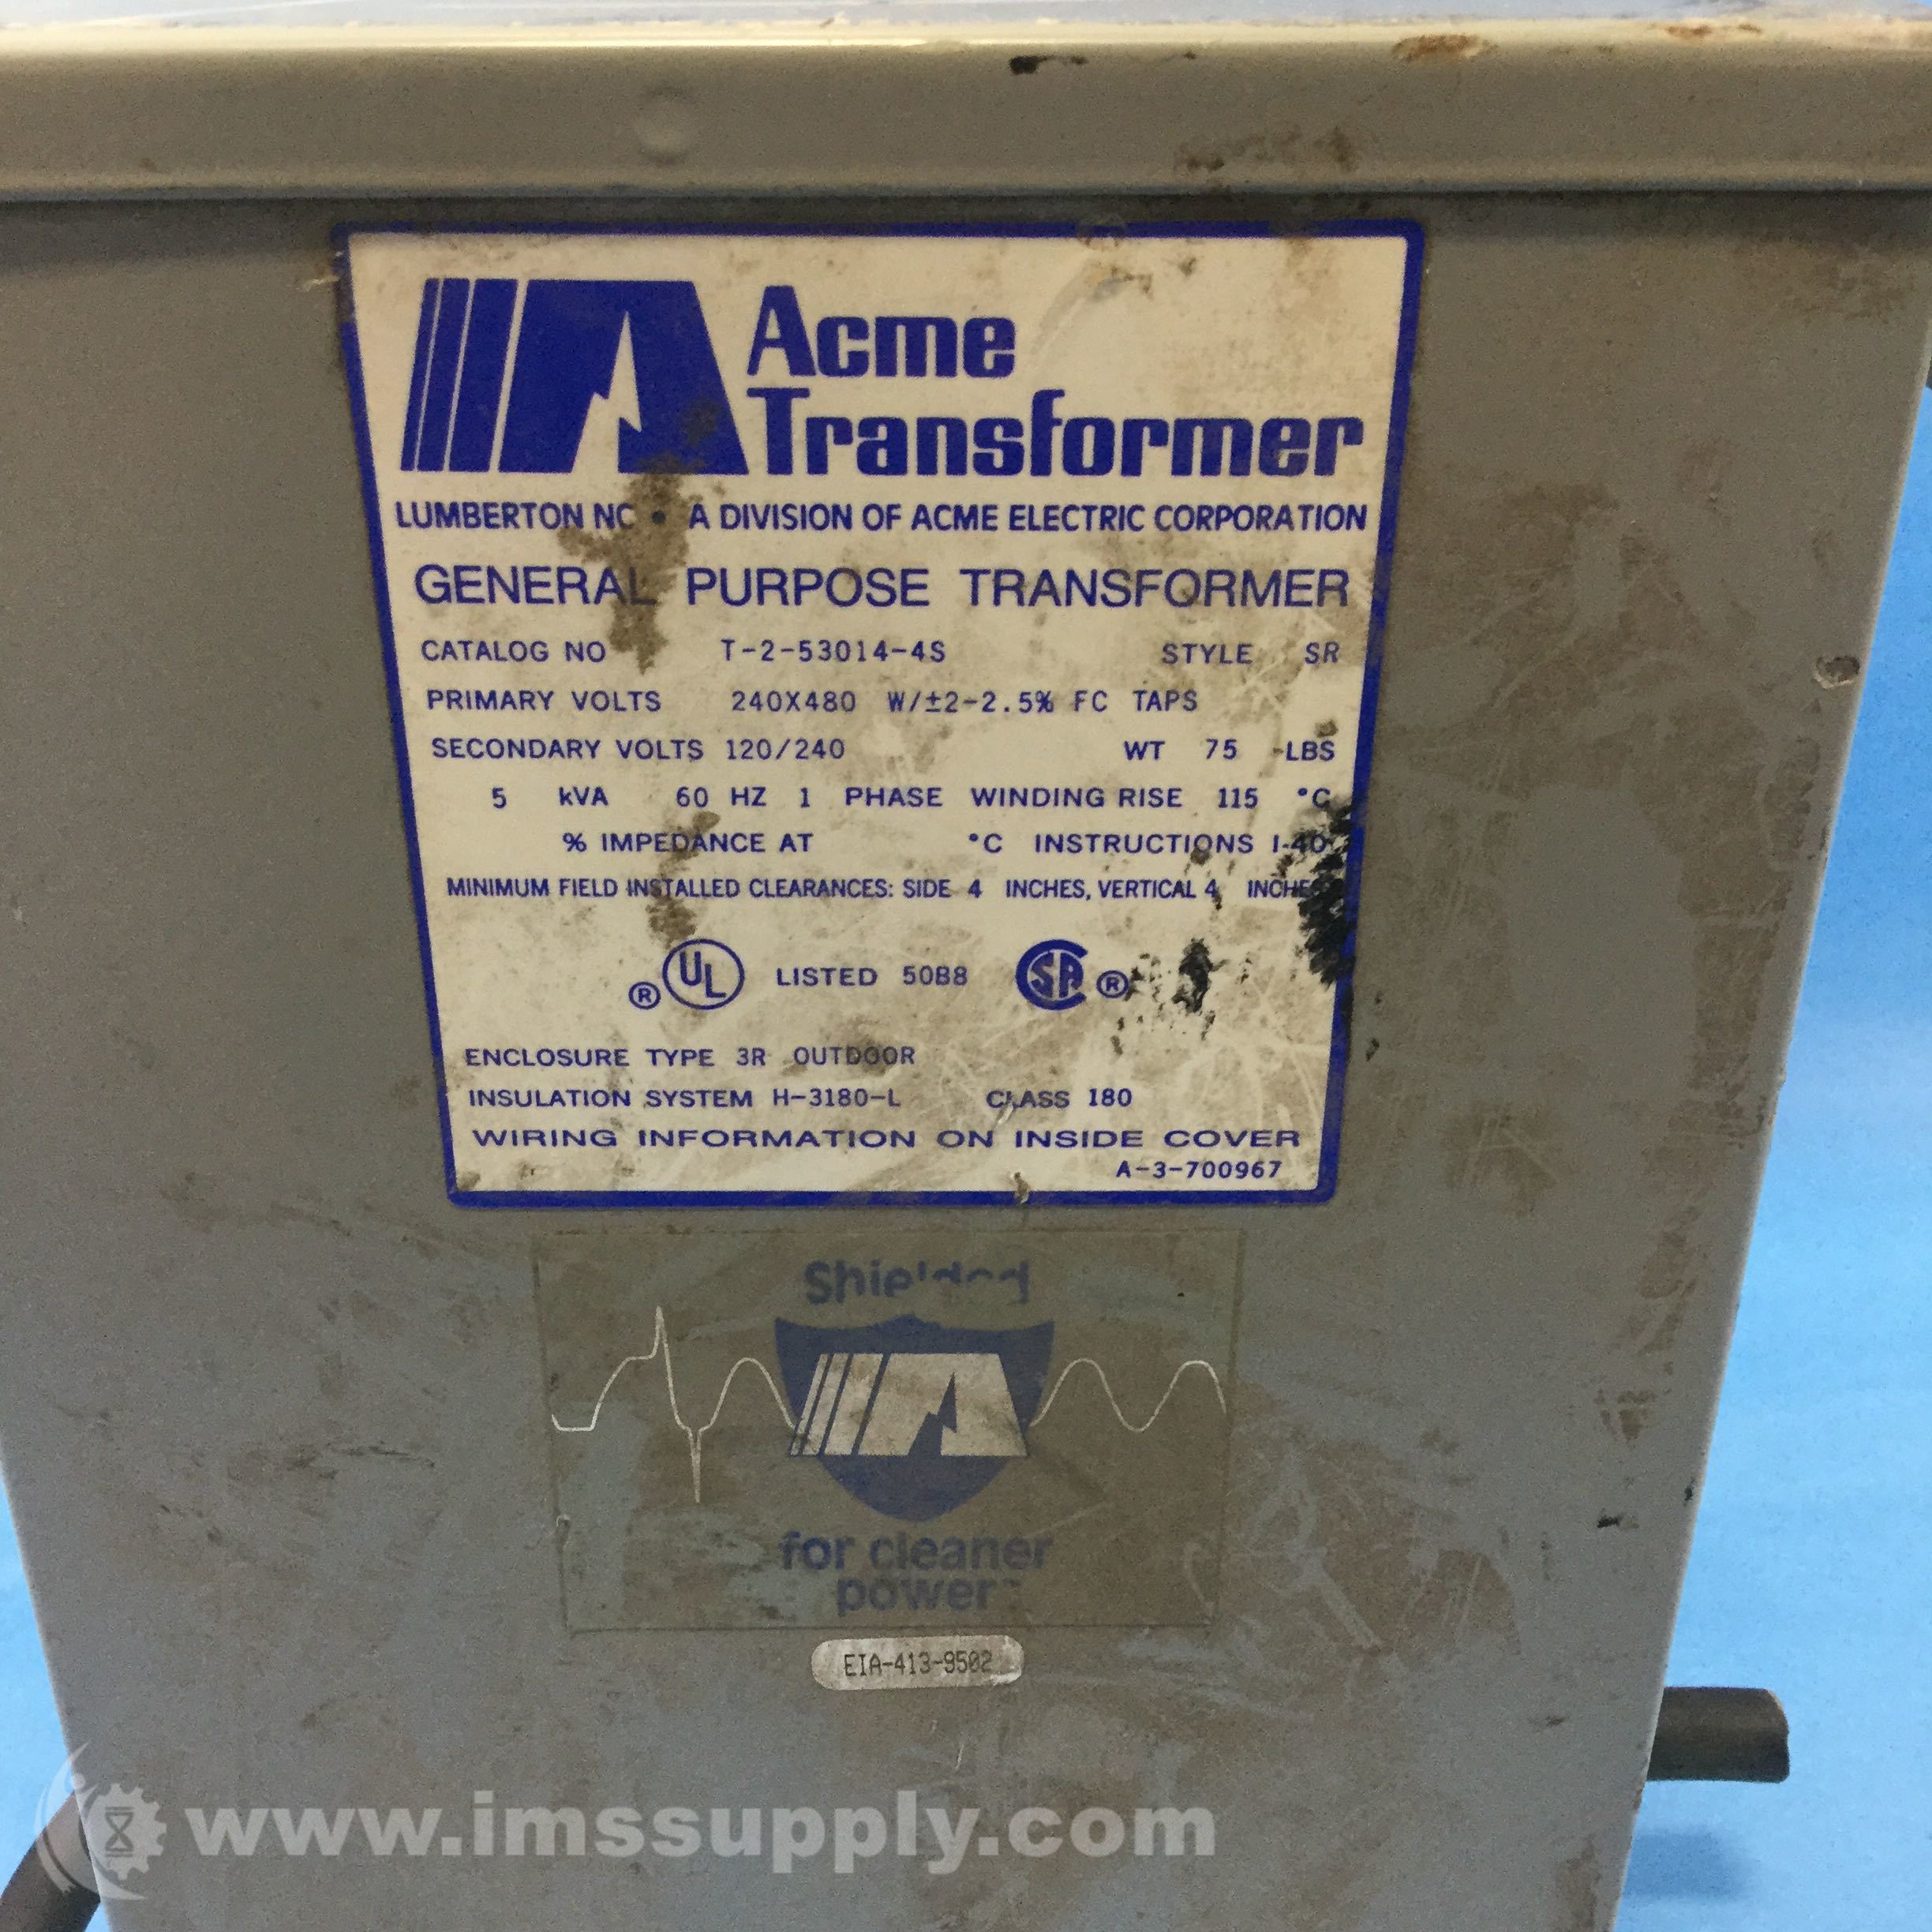 Acme
Transformer
LUMBERTON NC • A DIVISION OF ACME ELECTRIC CORPORATION
GENERAL PURPOSE TRANSFORMER
CATALOG NO T-2-53014-4S STYLE SR
PRIMARY VOLTS 240X480 W/±2-2.5% FC TAPS
SECONDARY VOLTS 120/240 WT 75 LBS
5 kVA 60 HZ 1 PHASE WINDING RISE 115 °C
% IMPEDANCE AT °C INSTRUCTIONS I-40
MINIMUM FIELD INSTALLED CLEARANCES: SIDE 4 INCHES, VERTICAL 4 INCHES
® UL LISTED 50B8 SA ®
ENCLOSURE TYPE 3R OUTDOOR
INSULATION SYSTEM H-3180-L CLASS 180
WIRING INFORMATION ON INSIDE COVER
A-3-700967
Shielded
for cleaner
power
EIA-413-9502
www.imssupply.com